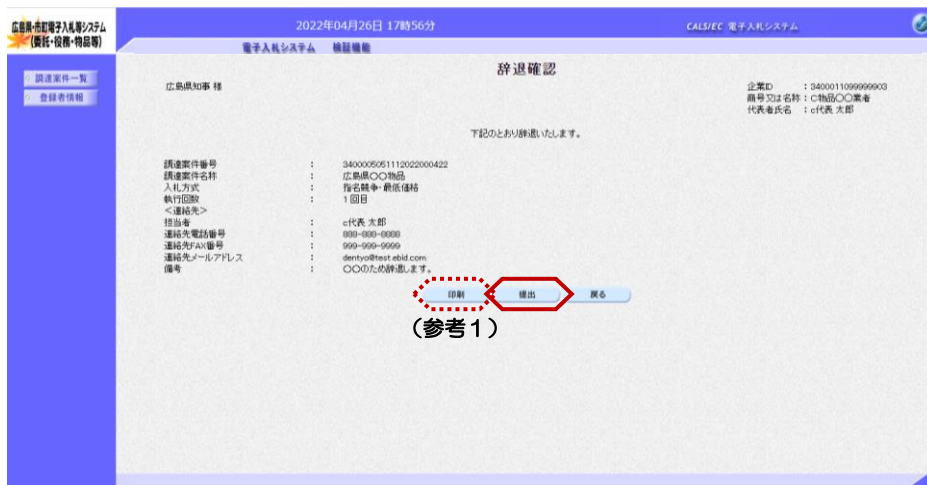 広島県・市町電子入札等システム
(委託・役務・物品等)
2022年04月26日 17時56分
CALS/EC 電子入札システム
電子入札システム 検証機能
調達案件一覧
登録者情報
辞退確認
広島県知事 様
企業ID : 3400011099999903
商号又は名称 : C物品〇〇業者
代表者氏名 : c代表 太郎
下記のとおり辞退いたします。
調達案件番号 : 3400005051112022000422
調達案件名称 : 広島県〇〇物品
入札方式 : 指名競争・最低価格
執行回数 : 1回目
<連絡先>
担当者 : c代表 太郎
連絡先電話番号 : 888-888-8888
連絡先FAX番号 : 999-999-9999
連絡先メールアドレス : dentyo@test.ebid.com
備考 : 〇〇のため辞退します。
印刷 提出 戻る
(参考1)